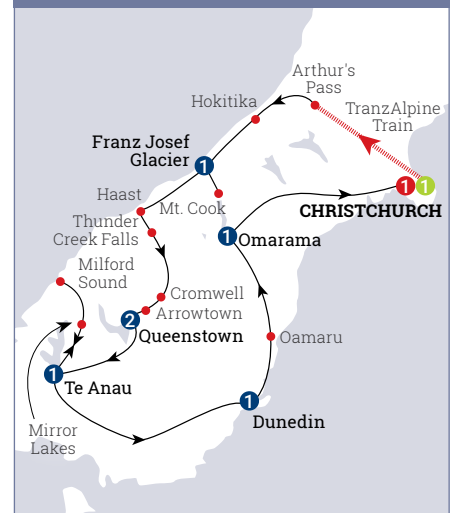 Arthur's
Pass
Hokitika
TranzAlpine
Train
Franz Josef
Glacier
1
1 1
Haast
Mt. Cook
CHRISTCHURCH
Thunder
Creek Falls
1 Omarama
Milford
Sound
Cromwell
Arrowtown
2
Queenstown
Oamaru
1 Te Anau
1
Dunedin
Mirror
Lakes